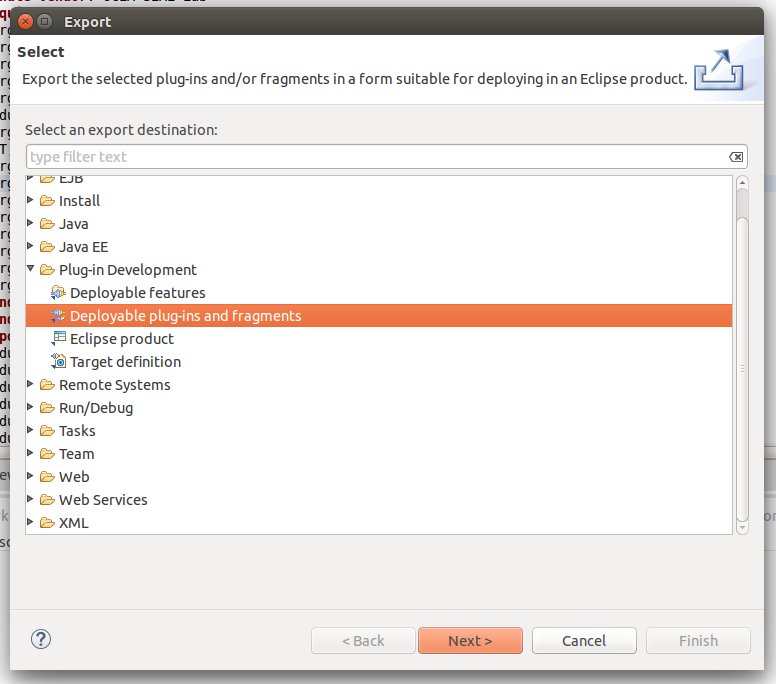 Export
Select
Export the selected plug-ins and/or fragments in a form suitable for deploying in an Eclipse product.
Select an export destination:
type filter text
EJB
Install
Java
Java EE
Plug-in Development
Deployable features
Deployable plug-ins and fragments
Eclipse product
Target definition
Remote Systems
Run/Debug
Tasks
Team
Web
Web Services
XML
< Back
Next >
Cancel
Finish